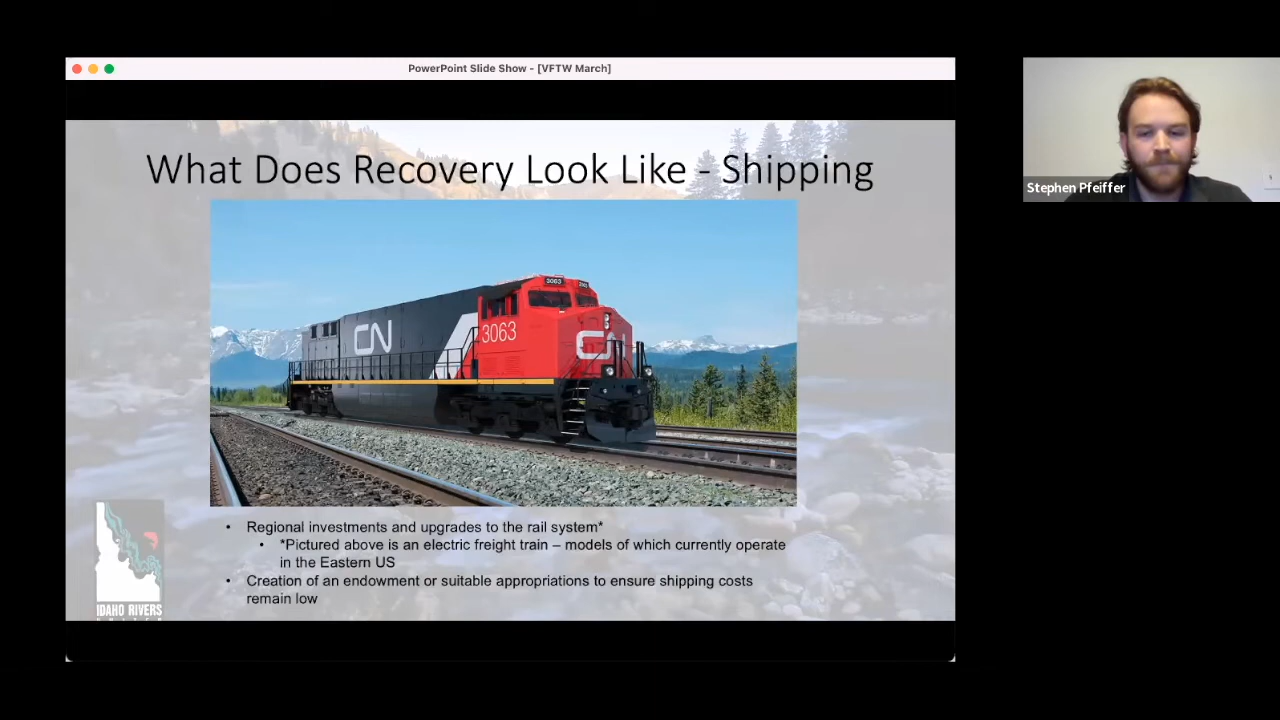 PowerPoint Slide Show - [VFTW March]
What Does Recovery Look Like - Shipping
3063
CN
3063
CN
• Regional investments and upgrades to the rail system*
• *Pictured above is an electric freight train – models of which currently operate
in the Eastern US
• Creation of an endowment or suitable appropriations to ensure shipping costs
remain low
IDAHO RIVERS
Stephen Pfeiffer